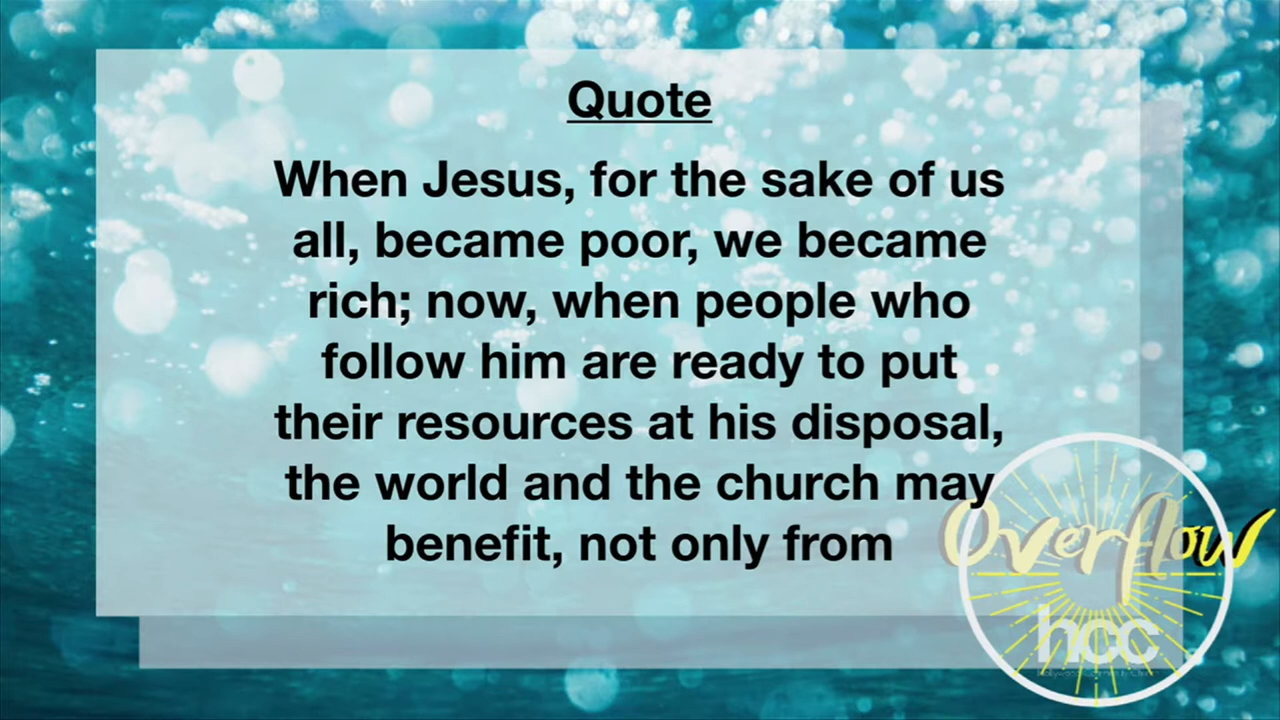 Quote
When Jesus, for the sake of us
all, became poor, we became
rich; now, when people who
follow him are ready to put
their resources at his disposal,
the world and the church may
benefit, not only from
Overflow
hcc